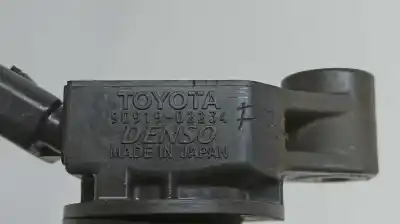 TOYOTA
90919-02234 F
DENSO
MADE IN JAPAN